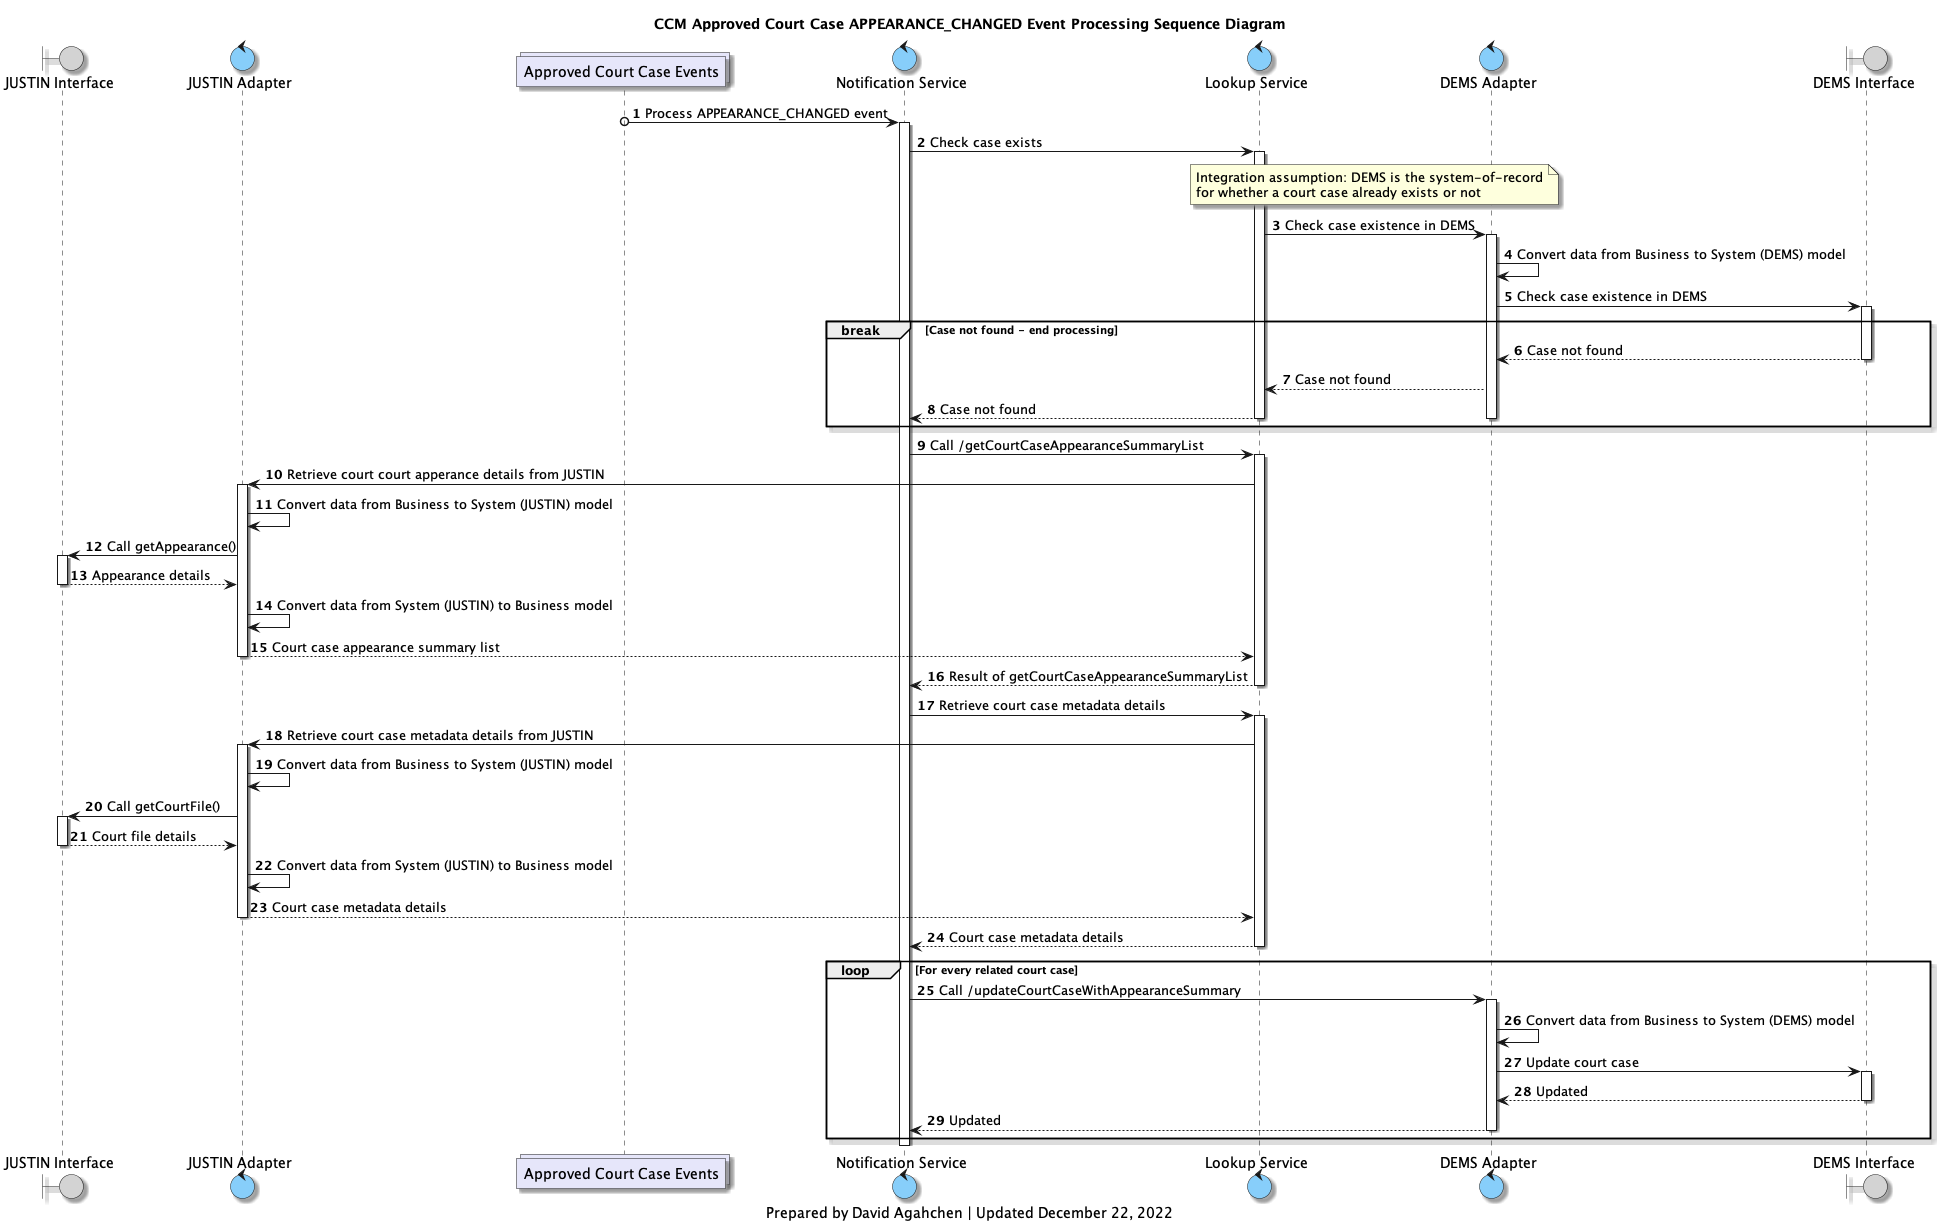 CCM Approved Court Case APPEARANCE_CHANGED Event Processing Sequence Diagram
JUSTIN Interface
JUSTIN Adapter
Approved Court Case Events
Notification Service
Lookup Service
DEMS Adapter
DEMS Interface
1 Process APPEARANCE_CHANGED event
2 Check case exists
Integration assumption: DEMS is the system-of-record
for whether a court case already exists or not
3 Check case existence in DEMS
4 Convert data from Business to System (DEMS) model
5 Check case existence in DEMS
break
[Case not found - end processing]
6 Case not found
7 Case not found
8 Case not found
9 Call /getCourtCaseAppearanceSummaryList
10 Retrieve court court apperance details from JUSTIN
11 Convert data from Business to System (JUSTIN) model
12 Call getAppearance()
13 Appearance details
14 Convert data from System (JUSTIN) to Business model
15 Court case appearance summary list
16 Result of getCourtCaseAppearanceSummaryList
17 Retrieve court case metadata details
18 Retrieve court case metadata details from JUSTIN
19 Convert data from Business to System (JUSTIN) model
20 Call getCourtFile()
21 Court file details
22 Convert data from System (JUSTIN) to Business model
23 Court case metadata details
24 Court case metadata details
loop
[For every related court case]
25 Call /updateCourtCaseWithAppearanceSummary
26 Convert data from Business to System (DEMS) model
27 Update court case
28 Updated
29 Updated
JUSTIN Interface
JUSTIN Adapter
Approved Court Case Events
Notification Service
Lookup Service
DEMS Adapter
DEMS Interface
Prepared by David Agahchen | Updated December 22, 2022